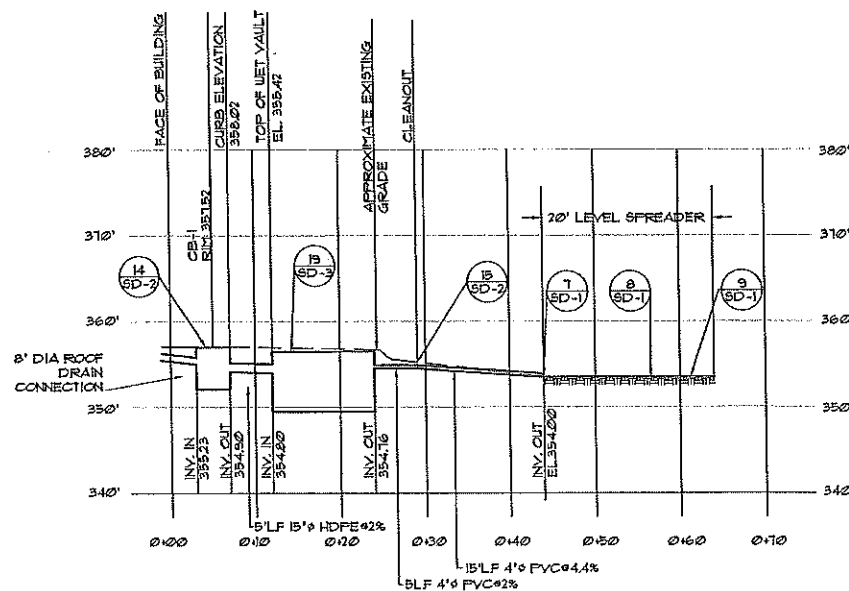 FACE OF BUILDING
CURB ELEVATION
358.02
TOP OF WET VAULT
EL. 355.42
APPROXIMATE EXISTING
GRADE
CLEANOUT
380'
380'
CB-1
RIM: 357.52
20' LEVEL SPREADER
370'
370'
14
SD-2
13
SD-3
15
SD-2
7
SD-1
8
SD-1
9
SD-1
360'
360'
8' DIA ROOF
DRAIN
CONNECTION
350'
350'
INV. IN
355.23
INV. OUT
354.90
INV. IN
354.80
INV. OUT
354.76
INV. OUT
EL.354.00
340'
340'
5'LF 15"ø HDPE@2%
0+00
0+10
0+20
0+30
0+40
0+50
0+60
0+70
15'LF 4"ø PVC@4.4%
5LF 4"ø PVC@2%